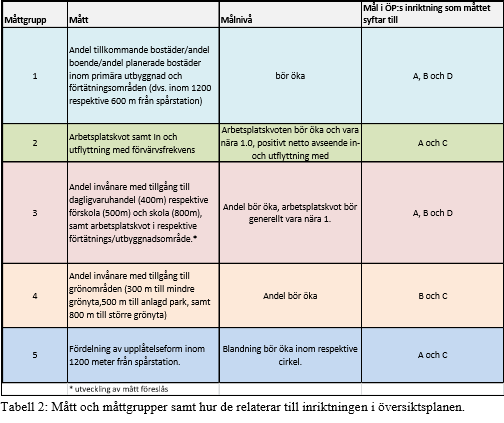 Måttgrupp Mått Målnivå Mål i ÖP:s inriktning som måttet
syftar till
1
Andel tillkommande bostäder/andel
boende/andel planerade bostäder
inom primära utbyggnad och
förtätningsområden (dvs. inom 1200
respektive 600 m från spårstation)
bör öka
A, B och D
2
Arbetsplatskvot samt In och
utflyttning med förvärvsfrekvens
Arbetsplatskvoten bör öka och vara
nära 1.0, positivt netto avseende in-
och utflyttning med
A och C
3
Andel invånare med tillgång till
dagligvaruhandel (400m) respektive
förskola (500m) och skola (800m),
samt arbetsplatskvot i respektive
förtätnings/utbyggnadsområde.*
Andel bör öka, arbetsplatskvot bör
generellt vara nära 1.
A, B och D
4
Andel invånare med tillgång till
grönområden (300 m till mindre
grönyta,500 m till anlagd park, samt
800 m till större grönyta)
Andel bör öka
B och C
5
Fördelning av upplåtelseform inom
1200 meter från spårstation.
Blandning bör öka inom respektive
cirkel.
A och C
* utveckling av mått föreslås
Tabell 2: Mått och måttgrupper samt hur de relaterar till inriktningen i översiktsplanen.